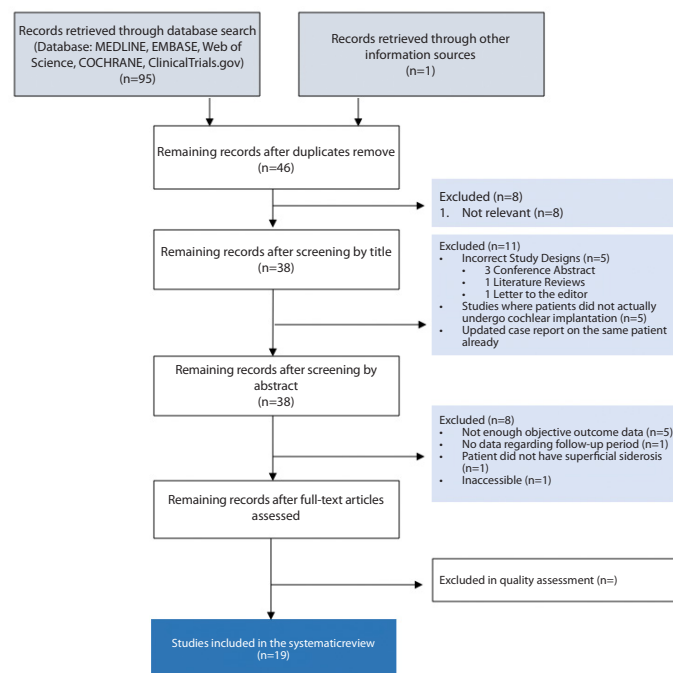 Records retrieved through database search
(Database: MEDLINE, EMBASE, Web of
Science, COCHRANE, ClinicalTrials.gov)
(n=95)
Records retrieved through other
information sources
(n=1)
Remaining records after duplicates remove
(n=46)
Excluded (n=8)
1. Not relevant (n=8)
Remaining records after screening by title
(n=38)
Excluded (n=11)
• Incorrect Study Designs (n=5)
• 3 Conference Abstract
• 1 Literature Reviews
• 1 Letter to the editor
• Studies where patients did not actually
undergo cochlear implantation (n=5)
• Updated case report on the same patient
already
Remaining records after screening by
abstract
(n=38)
Excluded (n=8)
• Not enough objective outcome data (n=5)
• No data regarding follow-up period (n=1)
• Patient did not have superficial siderosis
(n=1)
• Inaccessible (n=1)
Remaining records after full-text articles
assessed
Excluded in quality assessment (n=)
Studies included in the systematicreview
(n=19)